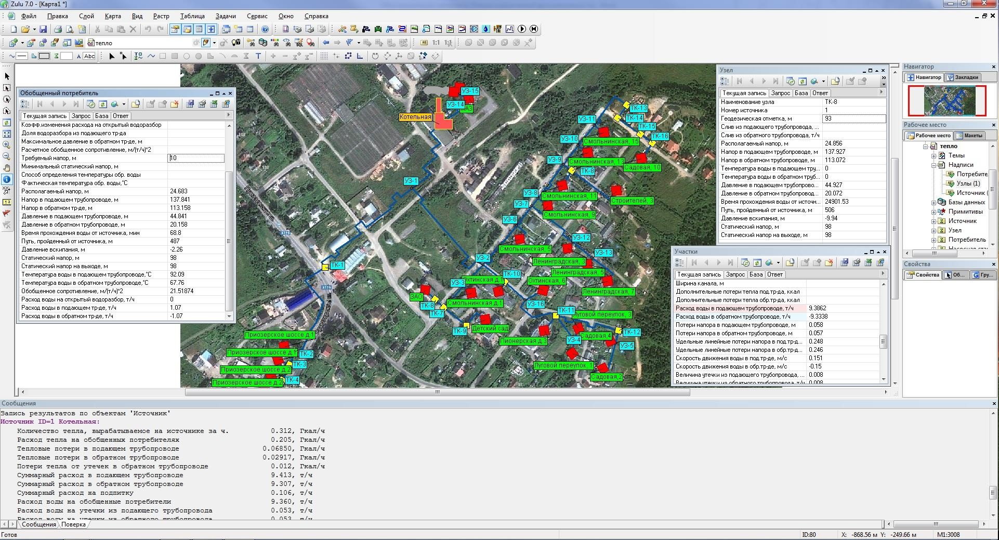 Zulu 7.0 - [Карта1 *]
Файл Правка Слой Карта Вид Растр Таблица Задачи Сервис Окно Справка
тепло
1:1
Abc
Обобщенный потребитель
Текущая запись Запрос База Ответ
Коэфф.изменения расхода на открытый водоразбор
Доля водоразбора из подающего тр-да
Максимальное давление в обратном тр-де, м
Расчетное обобщенное сопротивление, м/(т/ч)*2
Требуемый напор, м 10
Минимальный статический напор, м
Способ определения температуры обр. воды
Фактическая температура обр. воды,°C
Располагаемый напор, м 24.683
Напор в подающем трубопроводе, м 137.841
Напор в обратном тр-де, м 113.158
Давление в подающем трубопроводе, м 44.841
Давление в обратном трубопроводе, м 20.158
Время прохождения воды от источника, мин 68.8
Путь, пройденный от источника, м 487
Давление вскипания, м -2.26
Статический напор, м 98
Статический напор на выходе, м 98
Температура воды в подающем трубопроводе,°C 92.09
Температура воды в обратном трубопроводе,°C 67.76
Обобщенное сопротивление, м/(т/ч)*2 21.51874
Расход воды на открытый водоразбор, т/ч 0
Расход воды в подающем тр-де, т/ч 1.07
Расход воды в обратном тр-де, т/ч -1.07
УЗ-15
УЗ-14
Котельная
ТК-13
ТК-14
УЗ-11
ТК-15
ТК-16
УЗ-10
Смольнинская, 15
УЗ-9
Смольнинская, 13
Садовая, 10
ТК-8
УЗ-1
УЗ-8
Смольнинская, 11
Строителей, 3
УЗ-7
Смольнинская, 9
УЗ-6
УЗ-12
Смольнинская, 5
УЗ-13
УЗ-2
Ленинградская, 3
ТК-1
ТК-10
Ленинградская, 5
УЗ-3
Охтинская д.1
Охтинская, 6
Ленинградская, 7
А129
ЗАО
Смольнинская д.1
ТК-8
УЗ-16
ТК-7
ТК-11
Луговой переулок, 3
ТК-9
Детский сад
ТК-12
Пионерская д.3
УЗ-4
Садовая,4
УЗ-5
Приозерское шоссе д.1
Приозерское шоссе д.1
ТК-2
Луговой переулок, 1
ТК-3
Приозерское шоссе д.2
Садовая,2
Приозерское шоссе д.2
ТК-4
Узел
Текущая запись Запрос База Ответ
Наименование узла ТК-8
Номер источника 1
Геодезическая отметка, м 93
Слив из подающего трубопровода, ...
Слив из обратного трубопровода, т/ч
Располагаемый напор, м 24.856
Напор в подающем трубопроводе, м 137.927
Напор в обратном трубопроводе, м 113.072
Температура воды в подающем тру... 0
Температура воды в обратном труб... 0
Давление в подающем трубопрово... 44.927
Давление в обратном трубопровод... 20.072
Время прохождения воды от источн... 24901.53
Путь, пройденный от источника, м 506
Давление вскипания, м -9.94
Статический напор, м 98
Статический напор на выходе, м 98
Участки
Текущая запись Запрос База Ответ
Ширина канала, м
Дополнительные потери тепла под.тр-да, ккал
Дополнительные потери тепла обр.тр-да, ккал
Расход воды в подающем трубопроводе, т/ч 9.3862
Расход воды в обратном трубопроводе, т/ч -9.3338
Потери напора в подающем трубопроводе, м 0.058
Потери напора в обратном трубопроводе, м 0.057
Удельные линейные потери напора в под.тр-д... 0.248
Удельные линейные потери напора в обр.тр-д... 0.246
Скорость движения воды в под.тр-де, м/с 0.151
Скорость движения воды в обр.тр-де, м/с -0.15
Величина утечки из подающего трубопровода, ... 0.008
Величина утечки из обратного трубопровода, т/ч 0.008
Навигатор
Навигатор Закладки
Рабочее место
Рабочее место Макеты
тепло
Темы
Надписи
Потребите
Узлы (1)
Источник (
Базы данных
Примитивы
Источник
Узел
Потребитель
Насосная ста
Свойства
Свойства Об... Гру...
Сообщения
Запись результатов по объектам 'Источник'
Источник ID=1 Котельная:
Количество тепла, вырабатываемое на источнике за ч. 0.312, Гкал/ч
Расход тепла на обобщенных потребителях 0.205, Гкал/ч
Тепловые потери в подающем трубопроводе 0.06850, Гкал/ч
Тепловые потери в обратном трубопроводе 0.02917, Гкал/ч
Потери тепла от утечек в обратном трубопроводе 0.012, Гкал/ч
Суммарный расход в подающем трубопроводе 9.413, т/ч
Суммарный расход в обратном трубопроводе 9.307, т/ч
Суммарный расход на подпитку 0.106, т/ч
Расход воды на обобщенные потребители 9.360, т/ч
Расход воды на утечки из подающего трубопровода 0.053, т/ч
Расход воды на утечки из обратного трубопровода 0.053, т/ч
Сообщения Поверка
Готов ID:80 X: -868.56 м Y: -249.66 м М1:3008